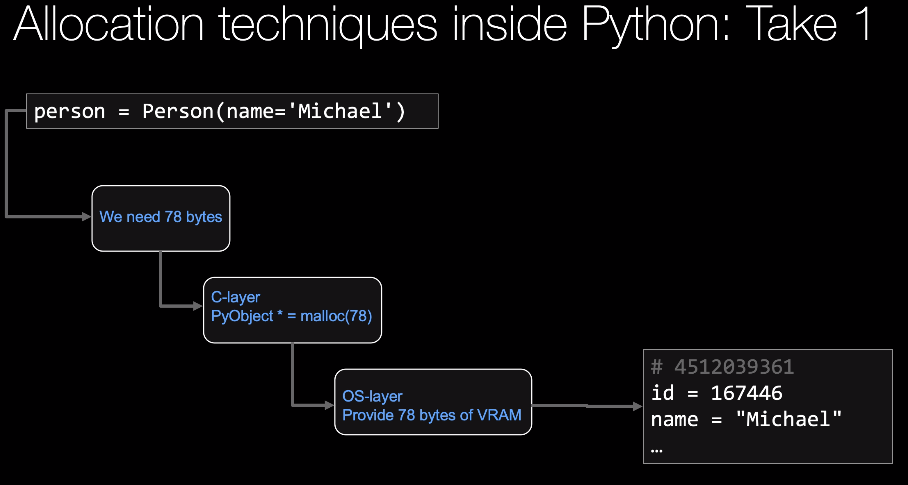 Allocation techniques inside Python: Take 1
person = Person(name='Michael')
We need 78 bytes
C-layer
PyObject * = malloc(78)
OS-layer
Provide 78 bytes of VRAM
# 4512039361
id = 167446
name = "Michael"
…